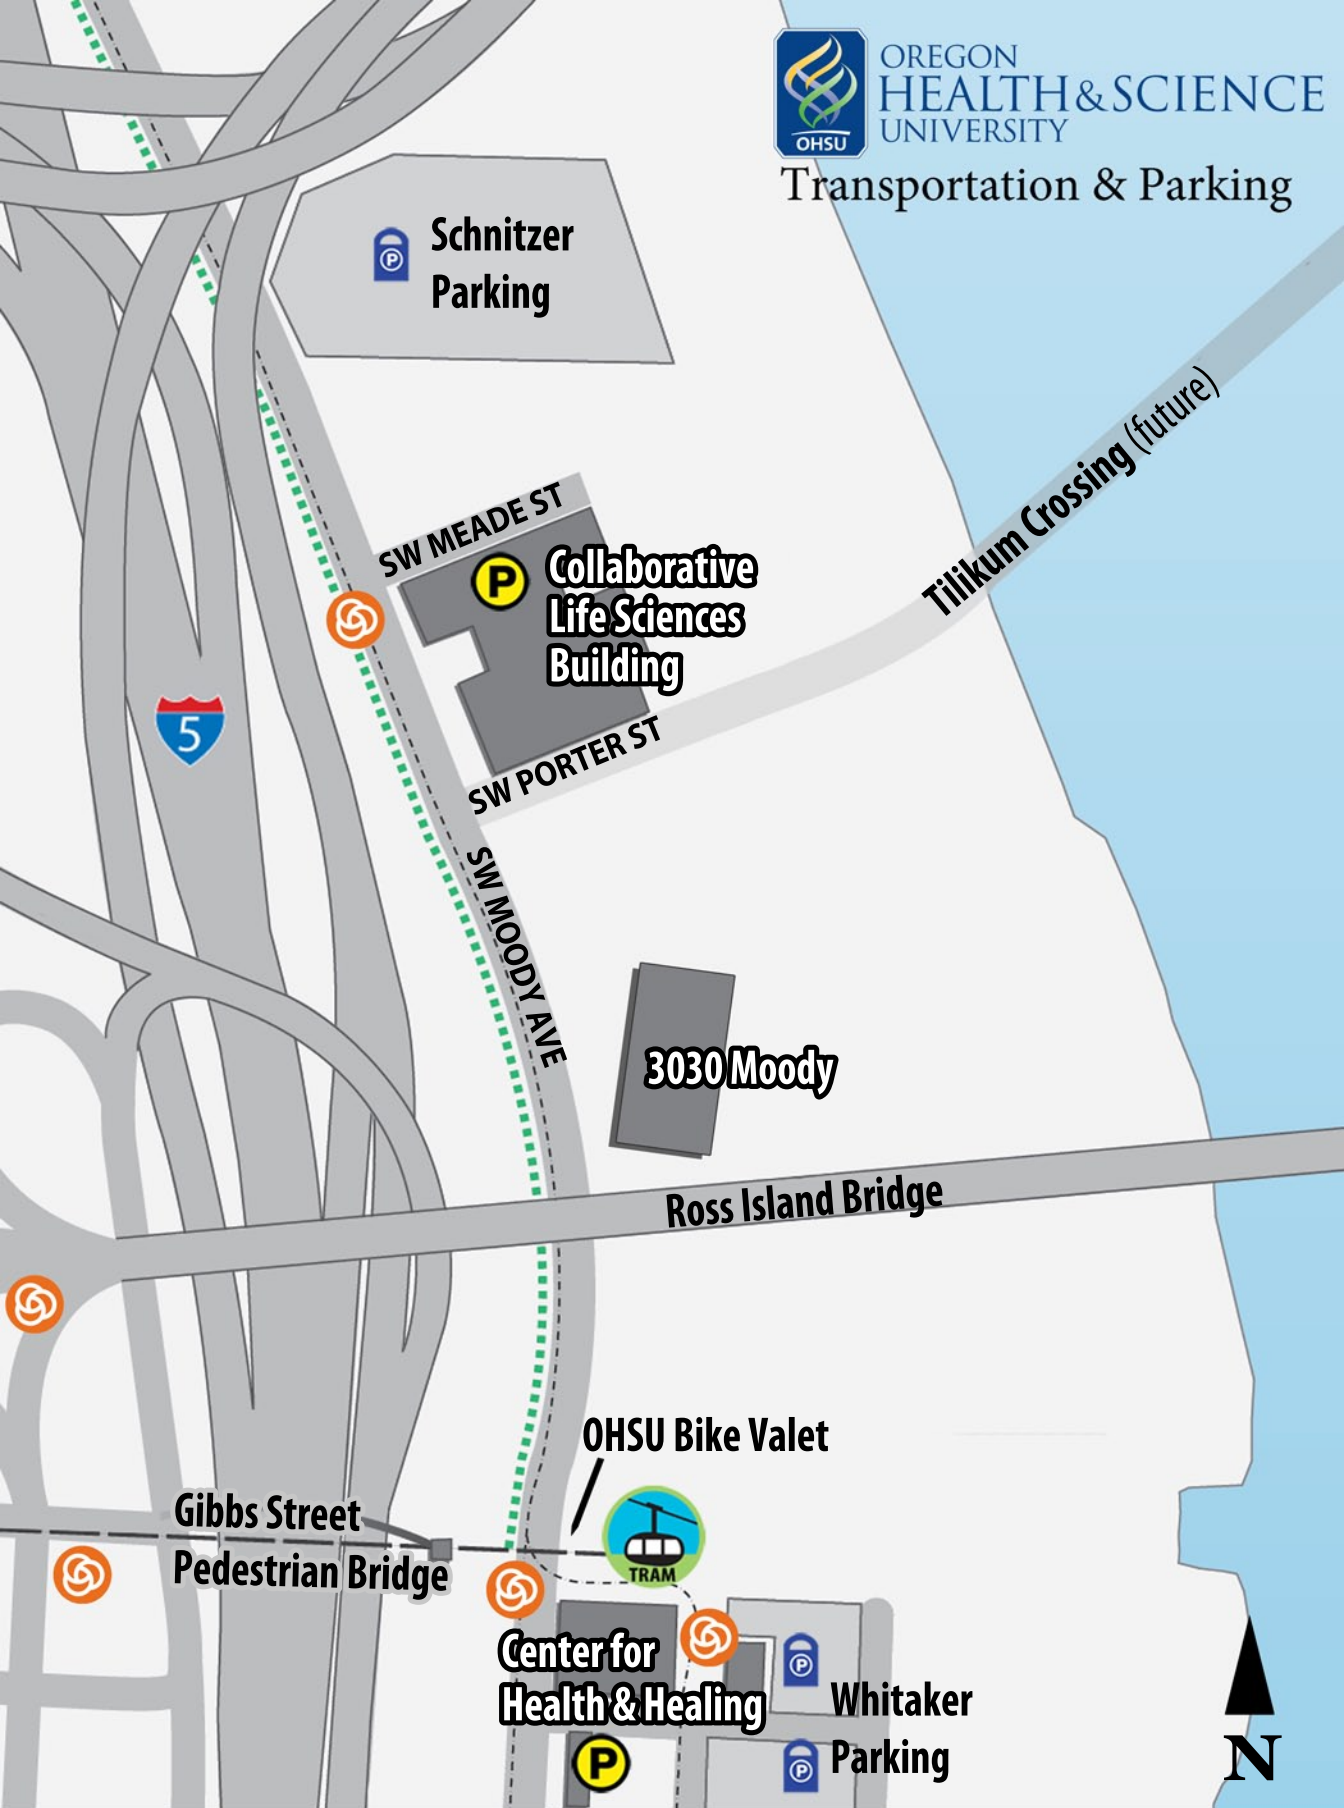 OREGON
HEALTH & SCIENCE
UNIVERSITY
OHSU
Transportation & Parking
Schnitzer
Parking
P
Tilikum Crossing (future)
SW MEADE ST
P
Collaborative
Life Sciences
Building
5
SW PORTER ST
SW MOODY AVE
3030 Moody
Ross Island Bridge
OHSU Bike Valet
Gibbs Street
Pedestrian Bridge
TRAM
Center for
Health & Healing
P
P
Whitaker
Parking
P
N